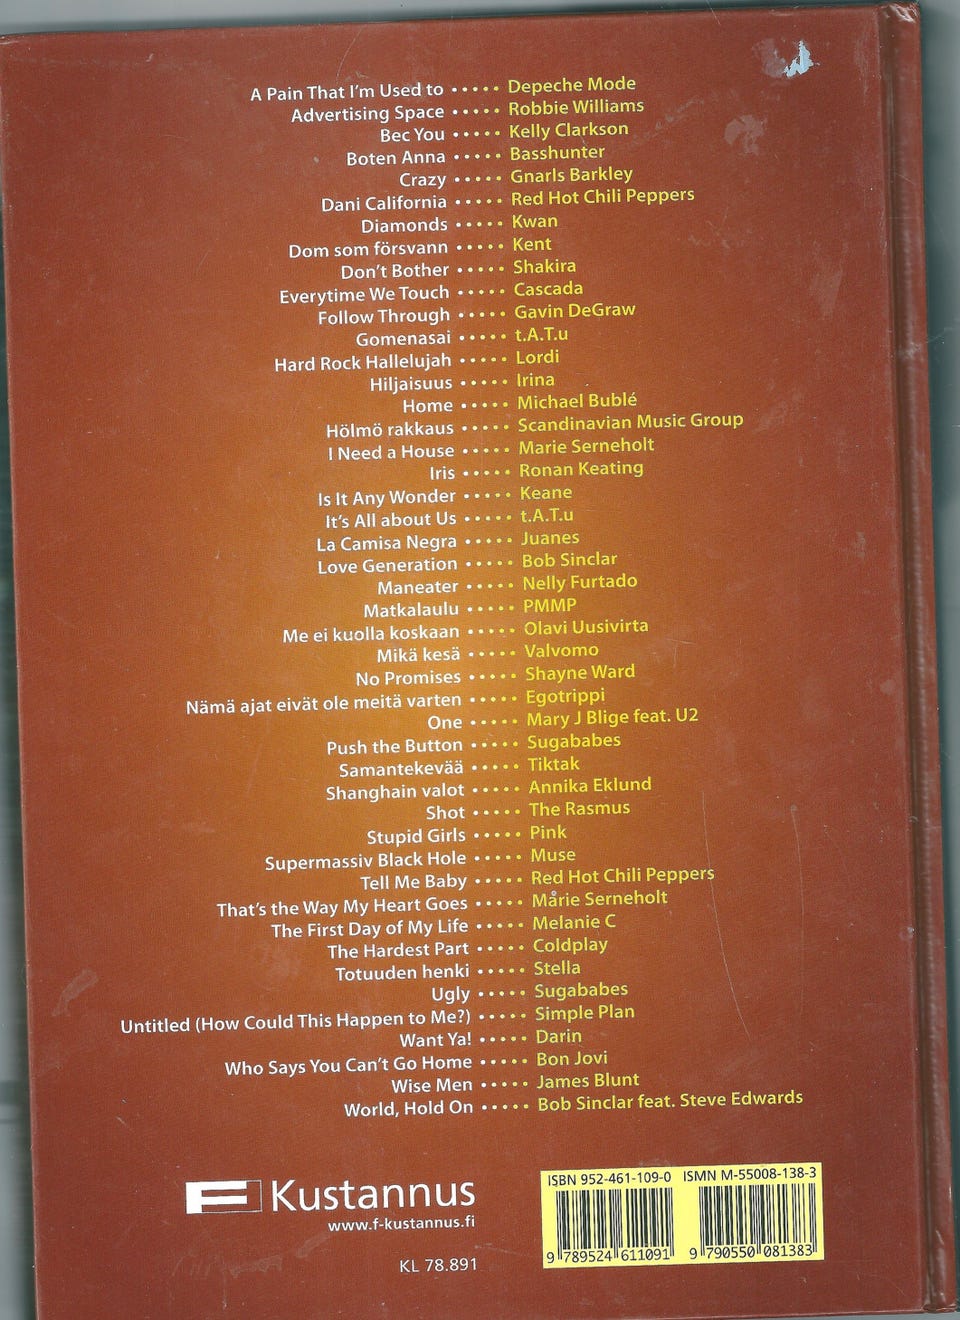 A Pain That I'm Used to ..... Depeche Mode
Advertising Space ..... Robbie Williams
Bec You ..... Kelly Clarkson
Boten Anna ..... Basshunter
Crazy ..... Gnarls Barkley
Dani California ..... Red Hot Chili Peppers
Diamonds ..... Kwan
Dom som försvann ..... Kent
Don't Bother ..... Shakira
Everytime We Touch ..... Cascada
Follow Through ..... Gavin DeGraw
Gomenasai ..... t.A.T.u
Hard Rock Hallelujah ..... Lordi
Hiljaisuus ..... Irina
Home ..... Michael Bublé
Hölmö rakkaus ..... Scandinavian Music Group
I Need a House ..... Marie Serneholt
Iris ..... Ronan Keating
Is It Any Wonder ..... Keane
It's All about Us ..... t.A.T.u
La Camisa Negra ..... Juanes
Love Generation ..... Bob Sinclar
Maneater ..... Nelly Furtado
Matkalaulu ..... PMMP
Me ei kuolla koskaan ..... Olavi Uusivirta
Mikä kesä ..... Valvomo
No Promises ..... Shayne Ward
Nämä ajat eivät ole meitä varten ..... Egotrippi
One ..... Mary J Blige feat. U2
Push the Button ..... Sugababes
Samantekevää ..... Tiktak
Shanghain valot ..... Annika Eklund
Shot ..... The Rasmus
Stupid Girls ..... Pink
Supermassiv Black Hole ..... Muse
Tell Me Baby ..... Red Hot Chili Peppers
That's the Way My Heart Goes ..... Marie Serneholt
The First Day of My Life ..... Melanie C
The Hardest Part ..... Coldplay
Totuuden henki ..... Stella
Ugly ..... Sugababes
Untitled (How Could This Happen to Me?) ..... Simple Plan
Want Ya! ..... Darin
Who Says You Can't Go Home ..... Bon Jovi
Wise Men ..... James Blunt
World, Hold On ..... Bob Sinclar feat. Steve Edwards
F Kustannus
www.f-kustannus.fi
KL 78.891
ISBN 952-461-109-0 ISMN M-55008-138-3
9 789524 611091 9 790550 081383